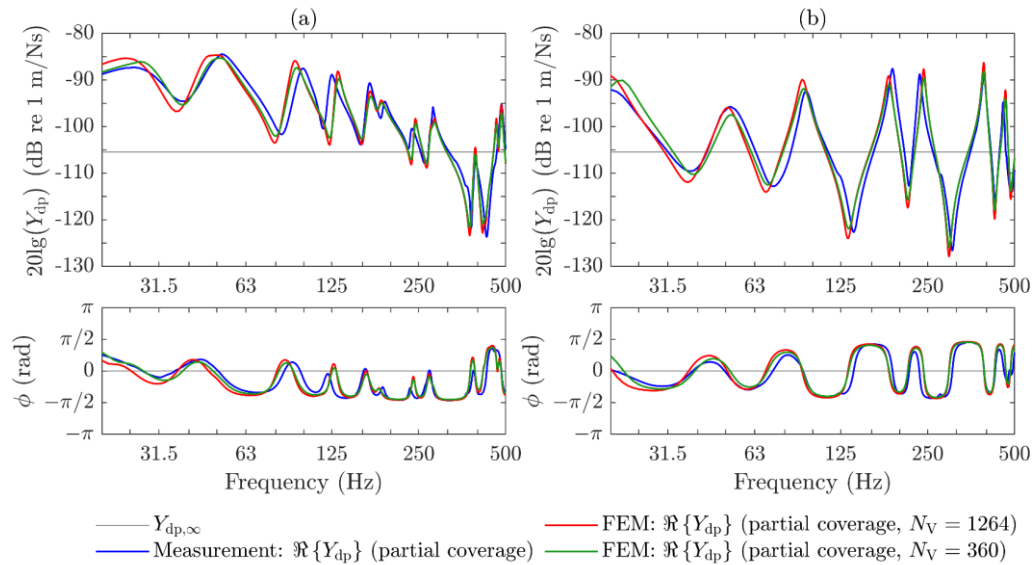 (a)
(b)
20lg(Y_dp) (dB re 1 m/Ns)
-80
-90
-100
-110
-120
-130
31.5
63
125
250
500
20lg(Y_dp) (dB re 1 m/Ns)
-80
-90
-100
-110
-120
-130
31.5
63
125
250
500
ϕ (rad)
π
π/2
0
−π/2
−π
31.5
63
125
250
500
Frequency (Hz)
ϕ (rad)
π
π/2
0
−π/2
−π
31.5
63
125
250
500
Frequency (Hz)
Y_dp,∞
Measurement: ℜ{Y_dp} (partial coverage)
FEM: ℜ{Y_dp} (partial coverage, N_V = 1264)
FEM: ℜ{Y_dp} (partial coverage, N_V = 360)